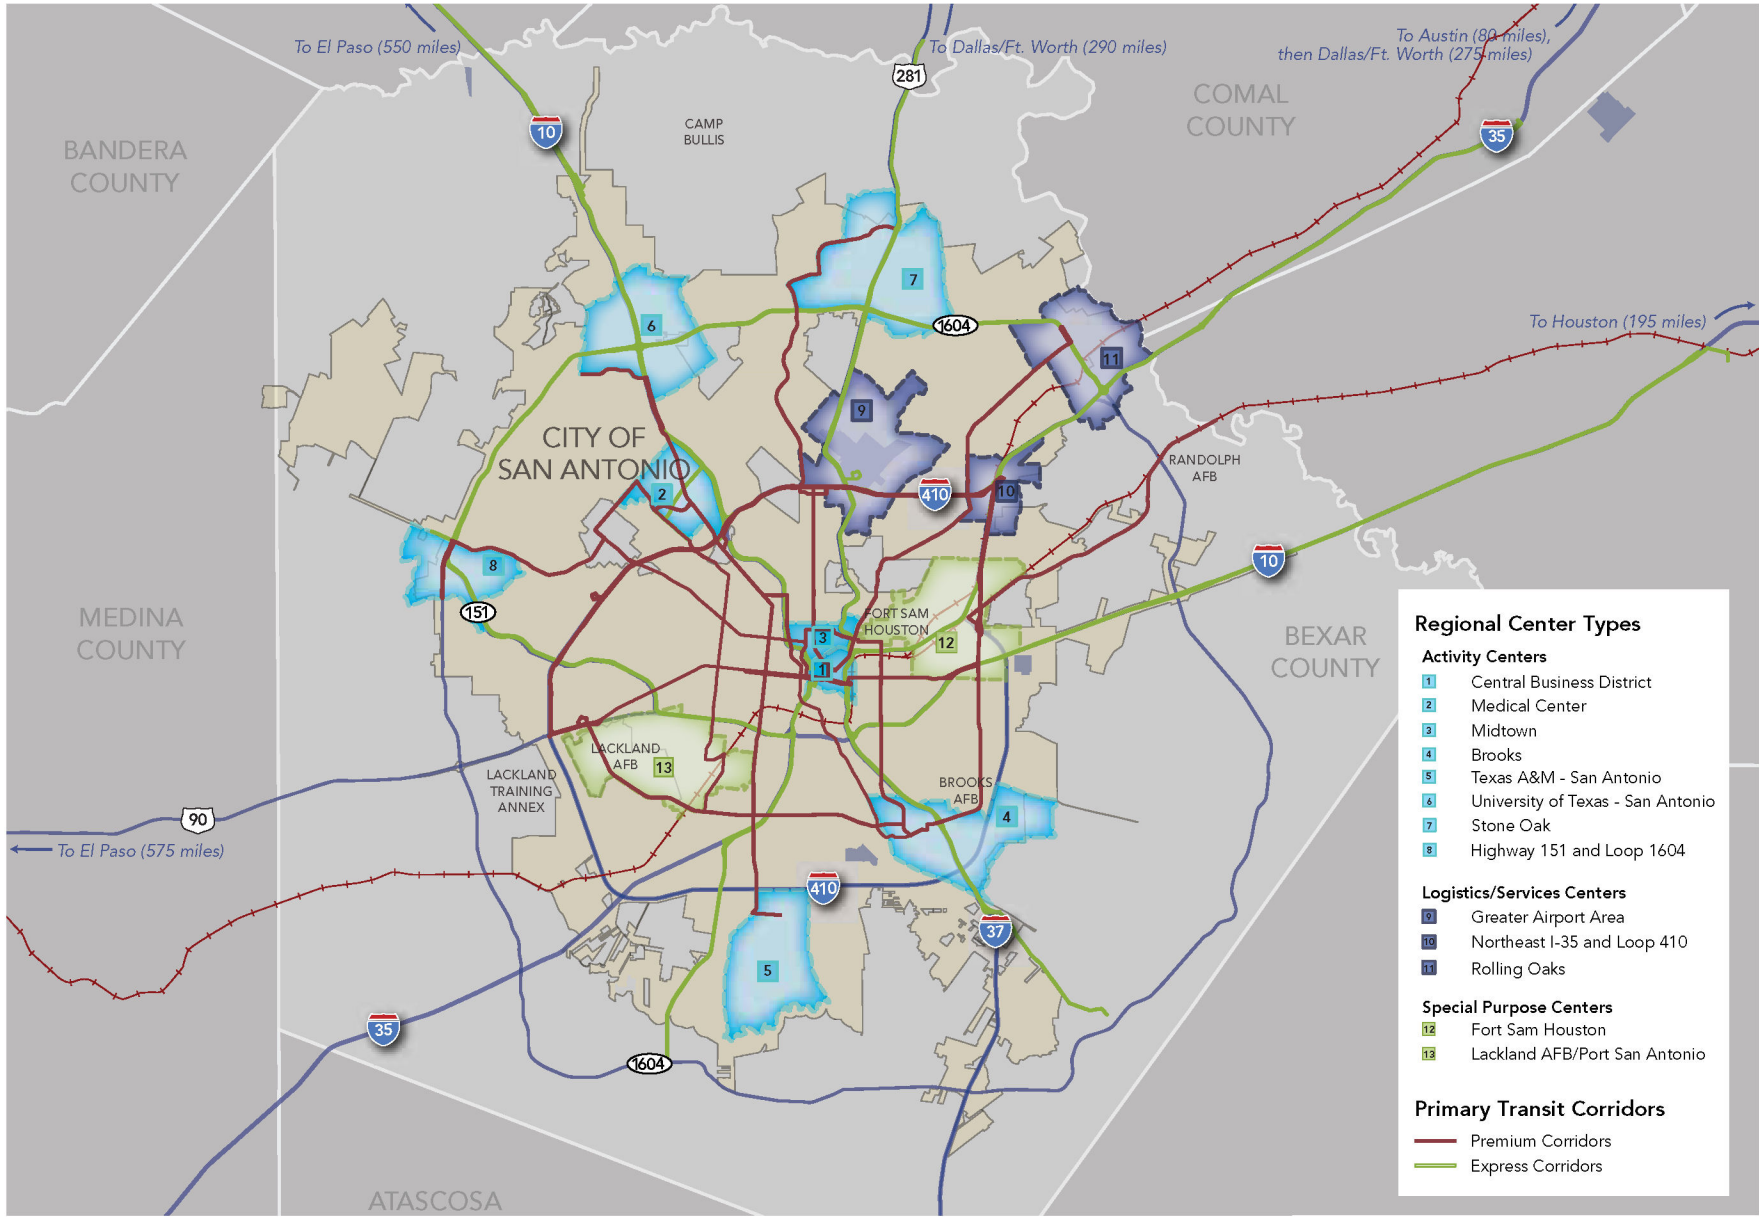 To El Paso (550 miles)
To Dallas/Ft. Worth (290 miles)
To Austin (80 miles),
then Dallas/Ft. Worth (275 miles)
281
COMAL
COUNTY
CAMP
BULLIS
10
35
BANDERA
COUNTY
7
6
1604
To Houston (195 miles)
11
9
CITY OF
SAN ANTONIO
RANDOLPH
AFB
2
410
10
8
10
151
MEDINA
COUNTY
FORT SAM
HOUSTON
3
12
1
BEXAR
COUNTY
LACKLAND
AFB
13
LACKLAND
TRAINING
ANNEX
BROOKS
AFB
4
90
To El Paso (575 miles)
410
37
5
35
1604
ATASCOSA
Regional Center Types
Activity Centers
1 Central Business District
2 Medical Center
3 Midtown
4 Brooks
5 Texas A&M - San Antonio
6 University of Texas - San Antonio
7 Stone Oak
8 Highway 151 and Loop 1604
Logistics/Services Centers
9 Greater Airport Area
10 Northeast I-35 and Loop 410
11 Rolling Oaks
Special Purpose Centers
12 Fort Sam Houston
13 Lackland AFB/Port San Antonio
Primary Transit Corridors
Premium Corridors
Express Corridors